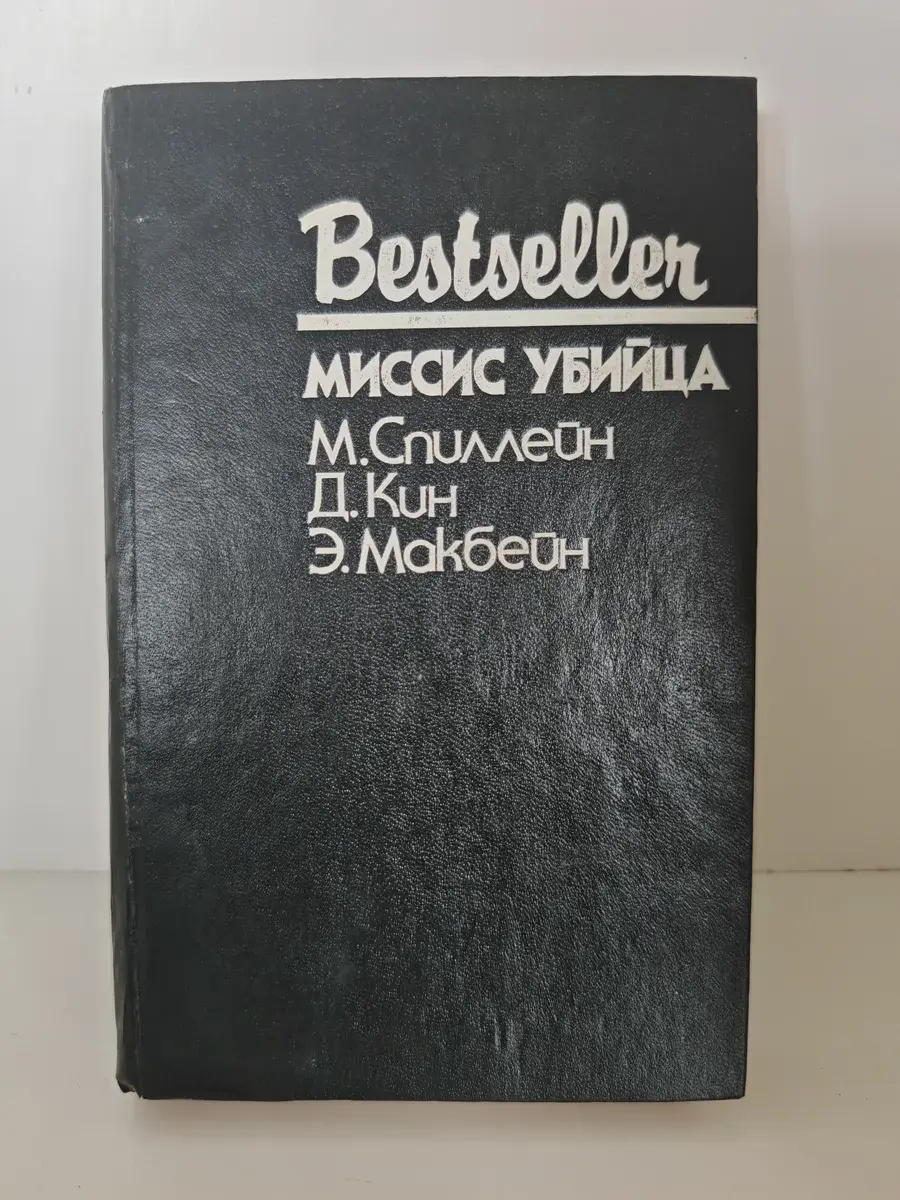 Bestseller
МИССИС УБИЙЦА
М.Спиллейн
Д.Кин
Э.Макбейн